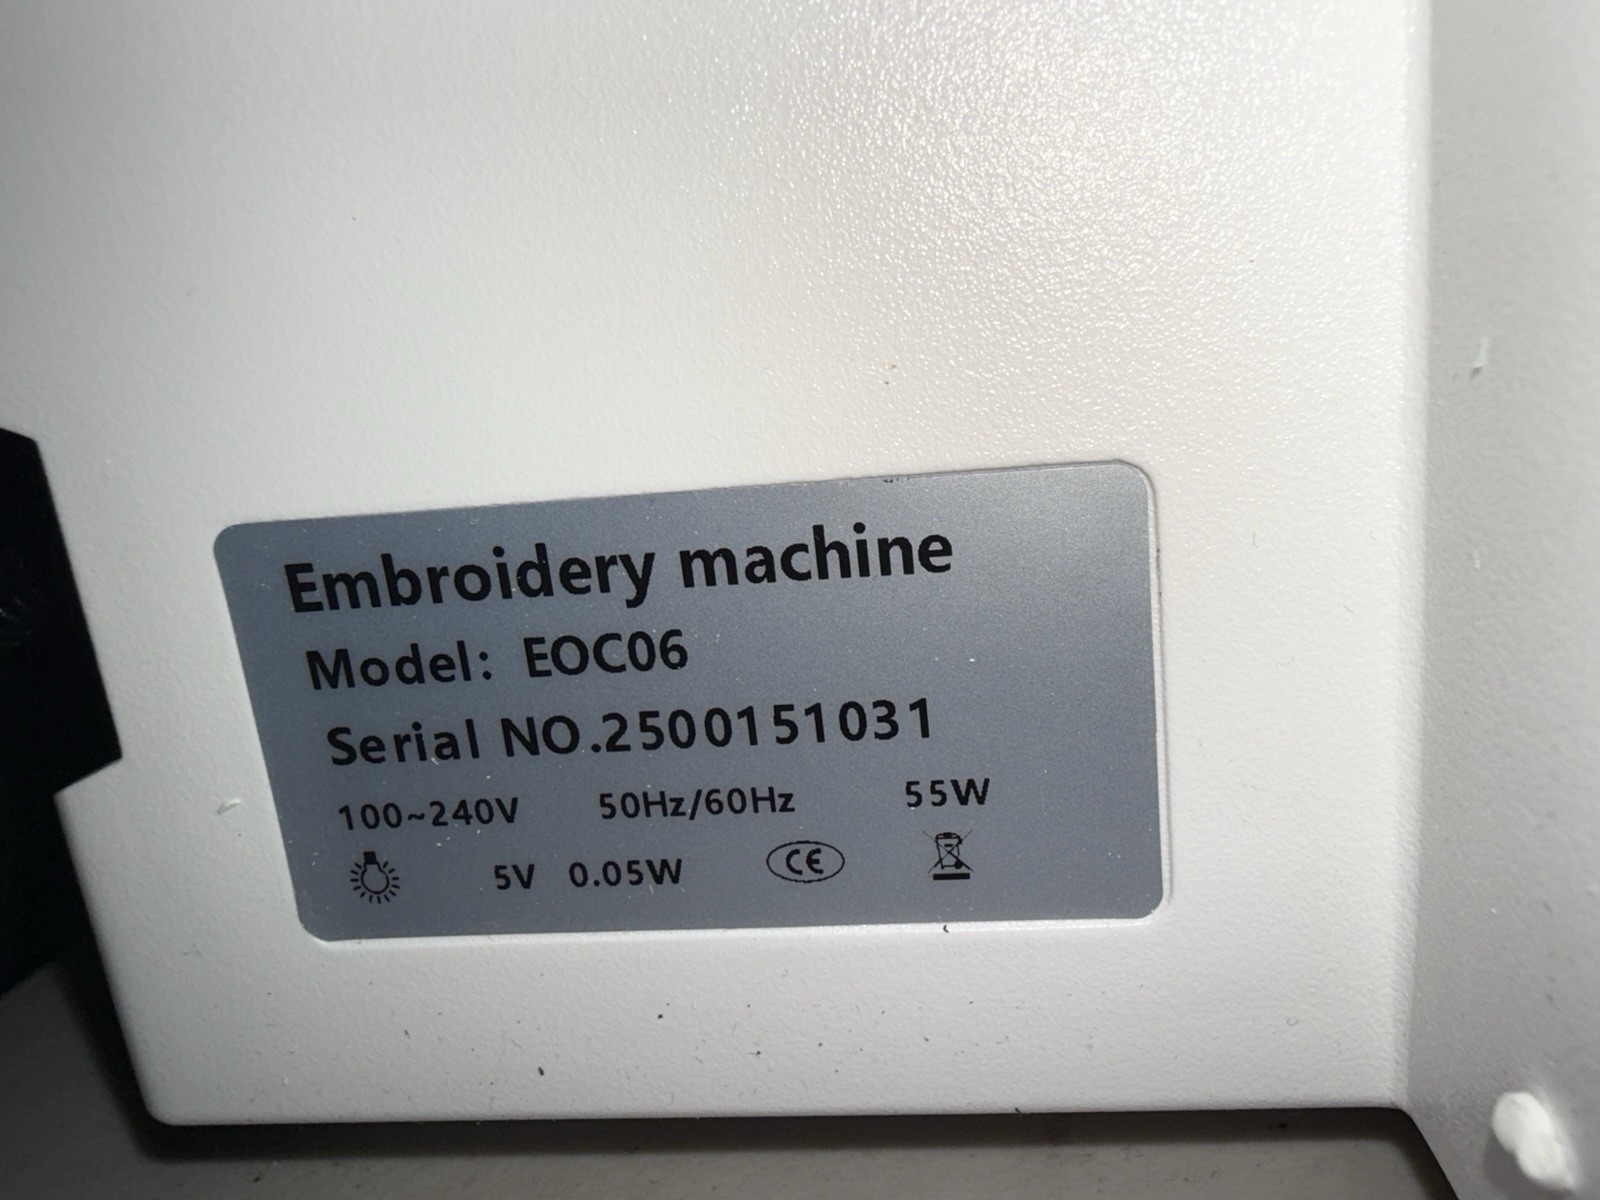 Embroidery machine
Model: EOC06
Serial NO.2500151031
100~240V 50Hz/60Hz 55W
5V 0.05W CE